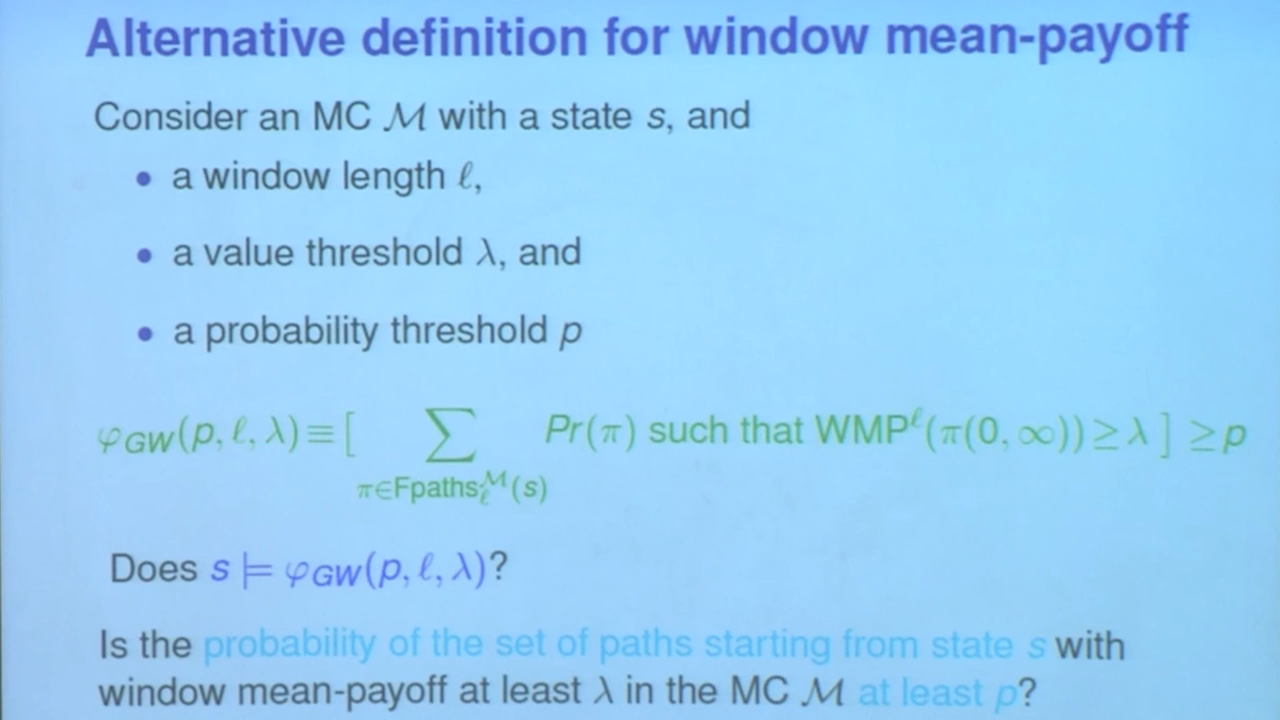 Alternative definition for window mean-payoff
Consider an MC ℳ with a state s, and
• a window length ℓ,
• a value threshold λ, and
• a probability threshold p
φGW(p, ℓ, λ) ≡ [ ∑ Pr(π) such that WMPℓ(π(0, ∞)) ≥ λ ] ≥ p
π∈Fpathsℓℳ(s)
Does s ⊨ φGW(p, ℓ, λ)?
Is the probability of the set of paths starting from state s with
window mean-payoff at least λ in the MC ℳ at least p?